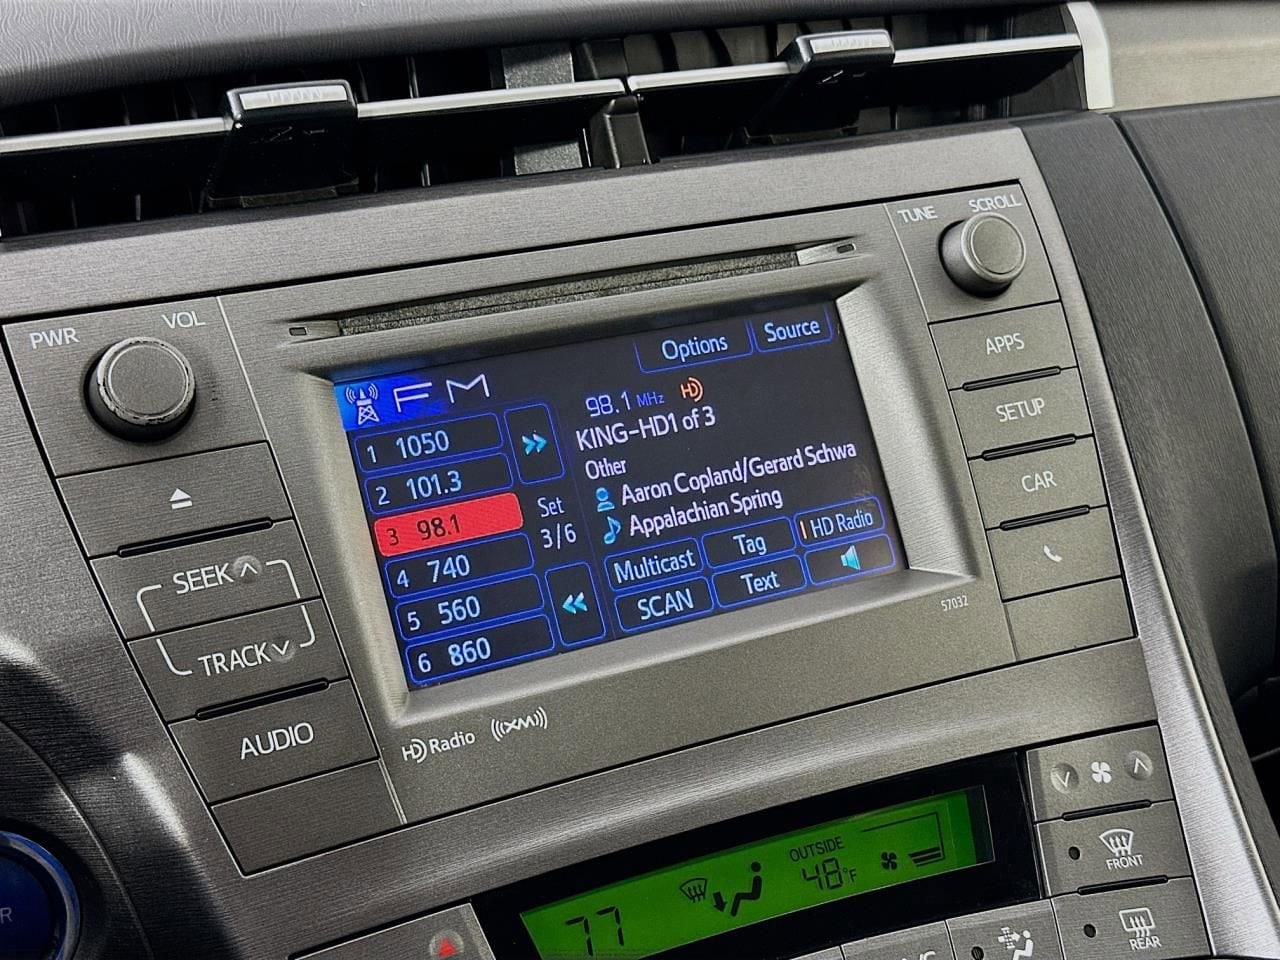 TUNE SCROLL
PWR VOL
Options Source
FM
98.1 MHz HD
KING-HD1 of 3
Other
Aaron Copland/Gerard Schwa
Appalachian Spring
1 1050
2 101.3
3 98.1
4 740
5 560
6 860
Set
3/6
Multicast Tag HD Radio
SCAN Text
57032
SEEK
TRACK
AUDIO
HD Radio XM
APPS
SETUP
CAR
77
OUTSIDE
48°F
FRONT
REAR